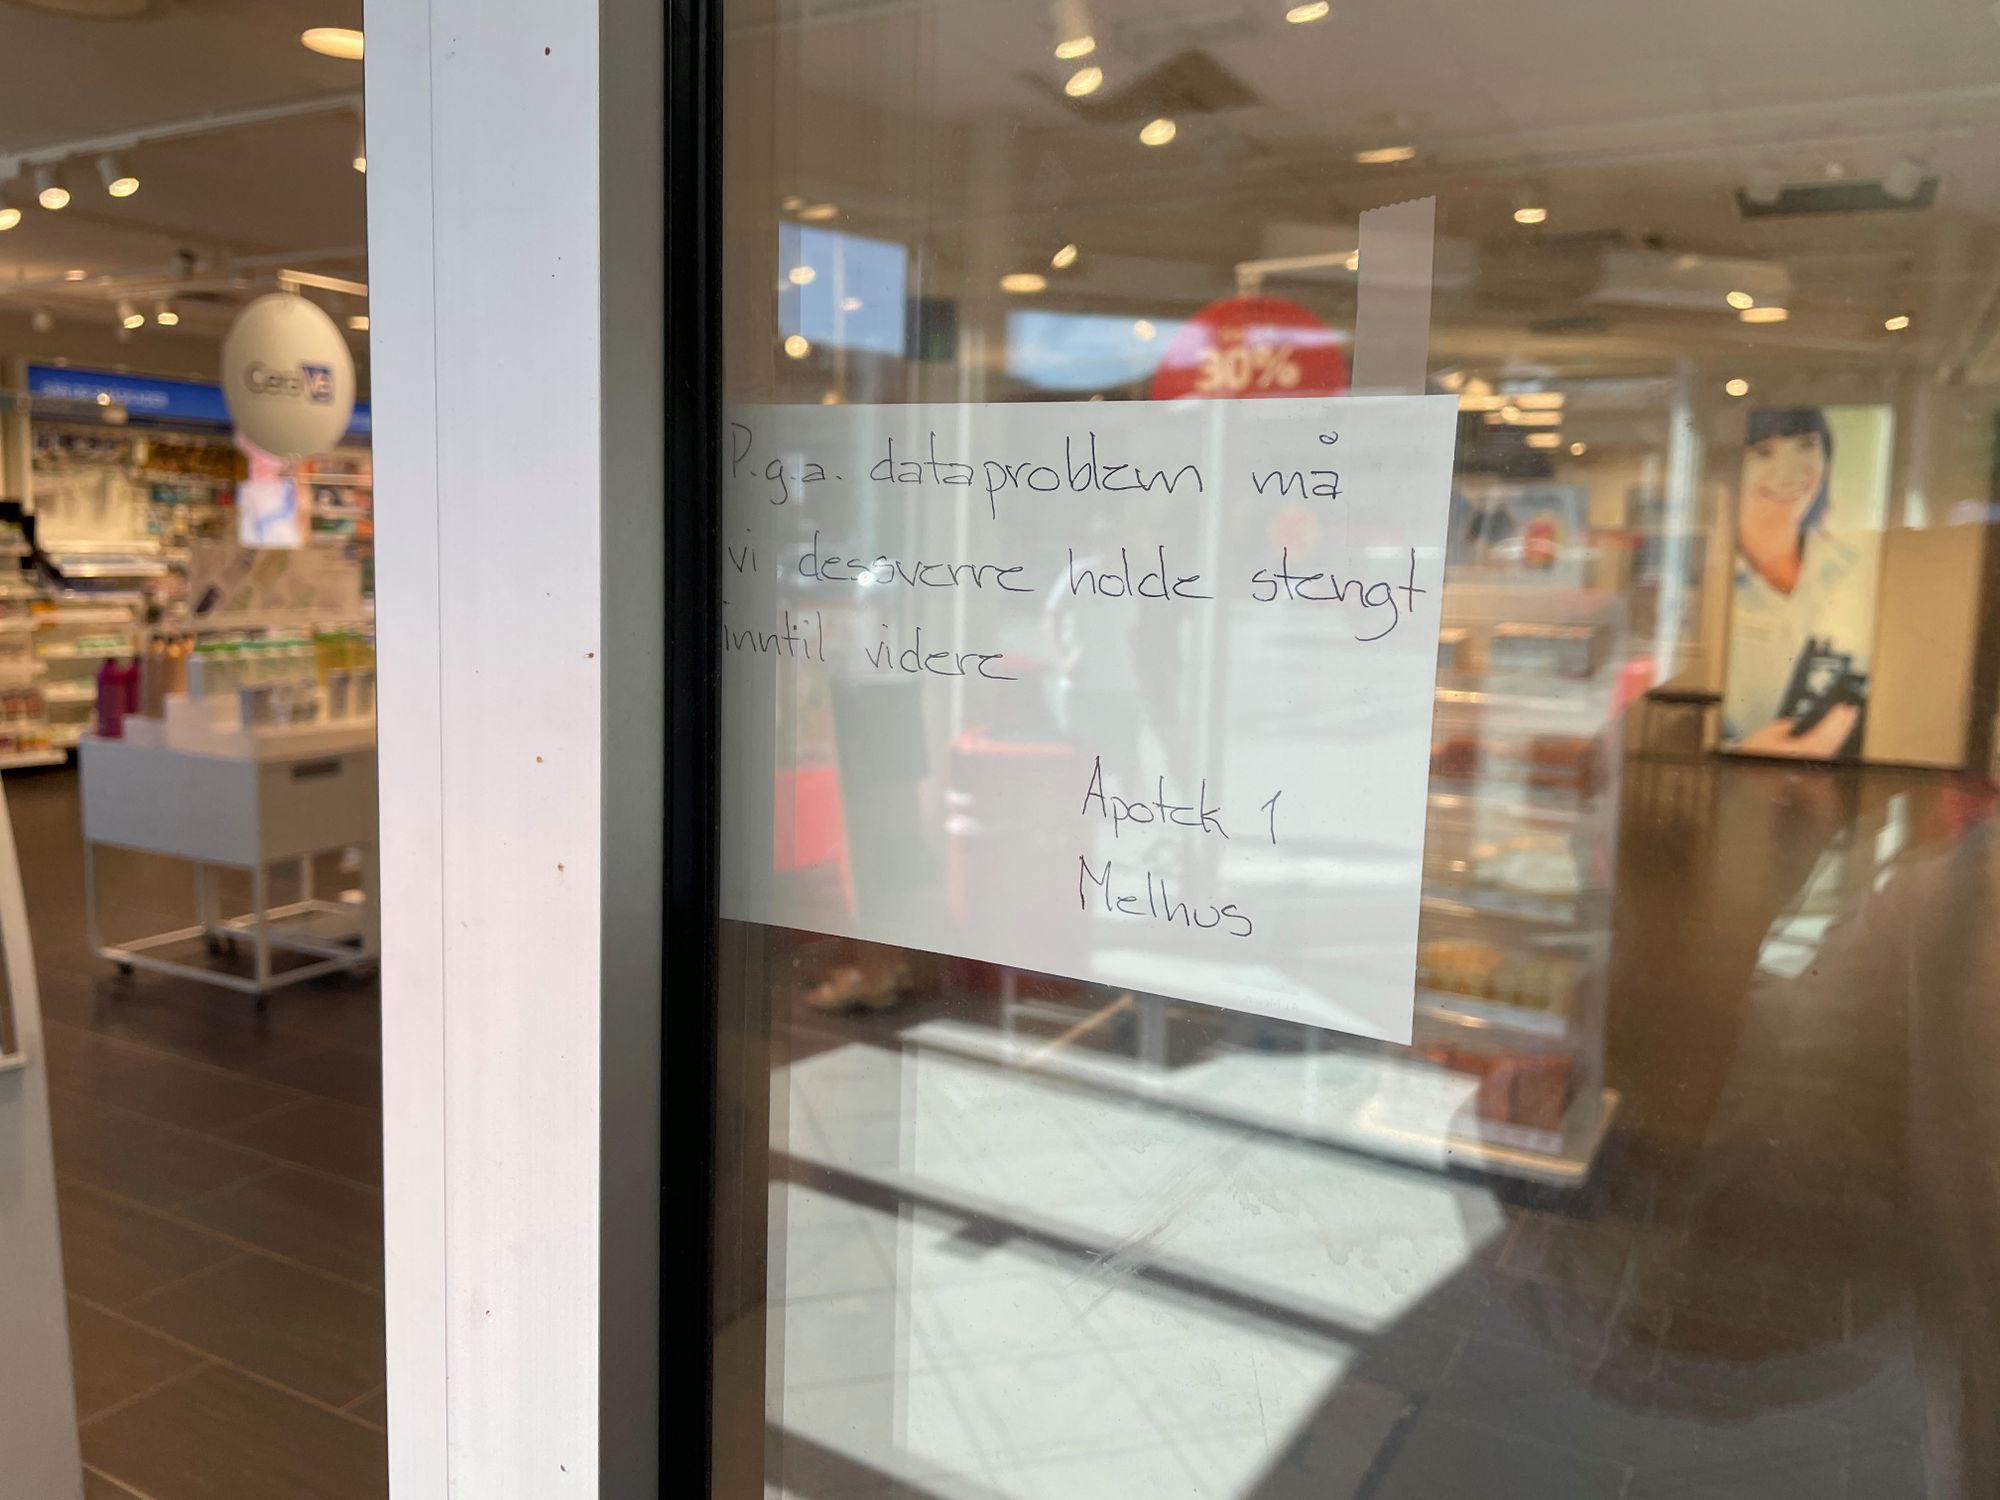 CeraVe
30%
P.g.a. dataproblem må
vi dessverre holde stengt
inntil videre
Apotek 1
Melhus